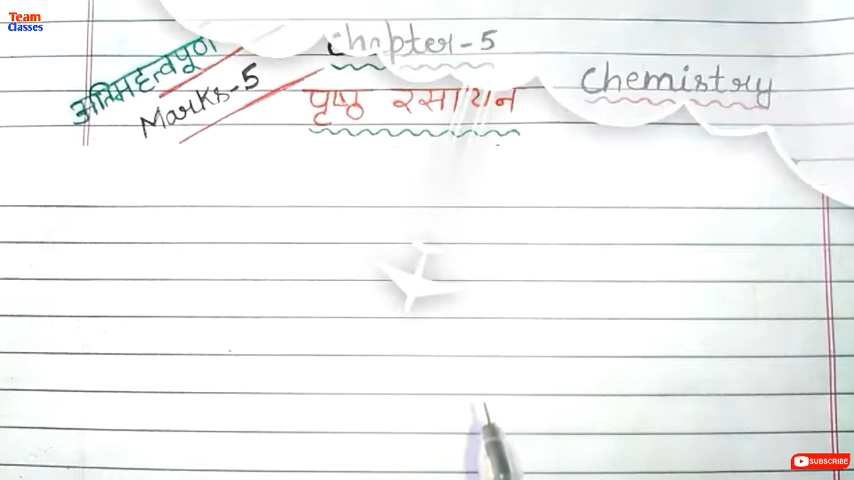 Team
Classes
Chapter-5
अतिमहत्वपूर्ण
Marks-5
पृष्ठ रसायन
Chemistry
SUBSCRIBE